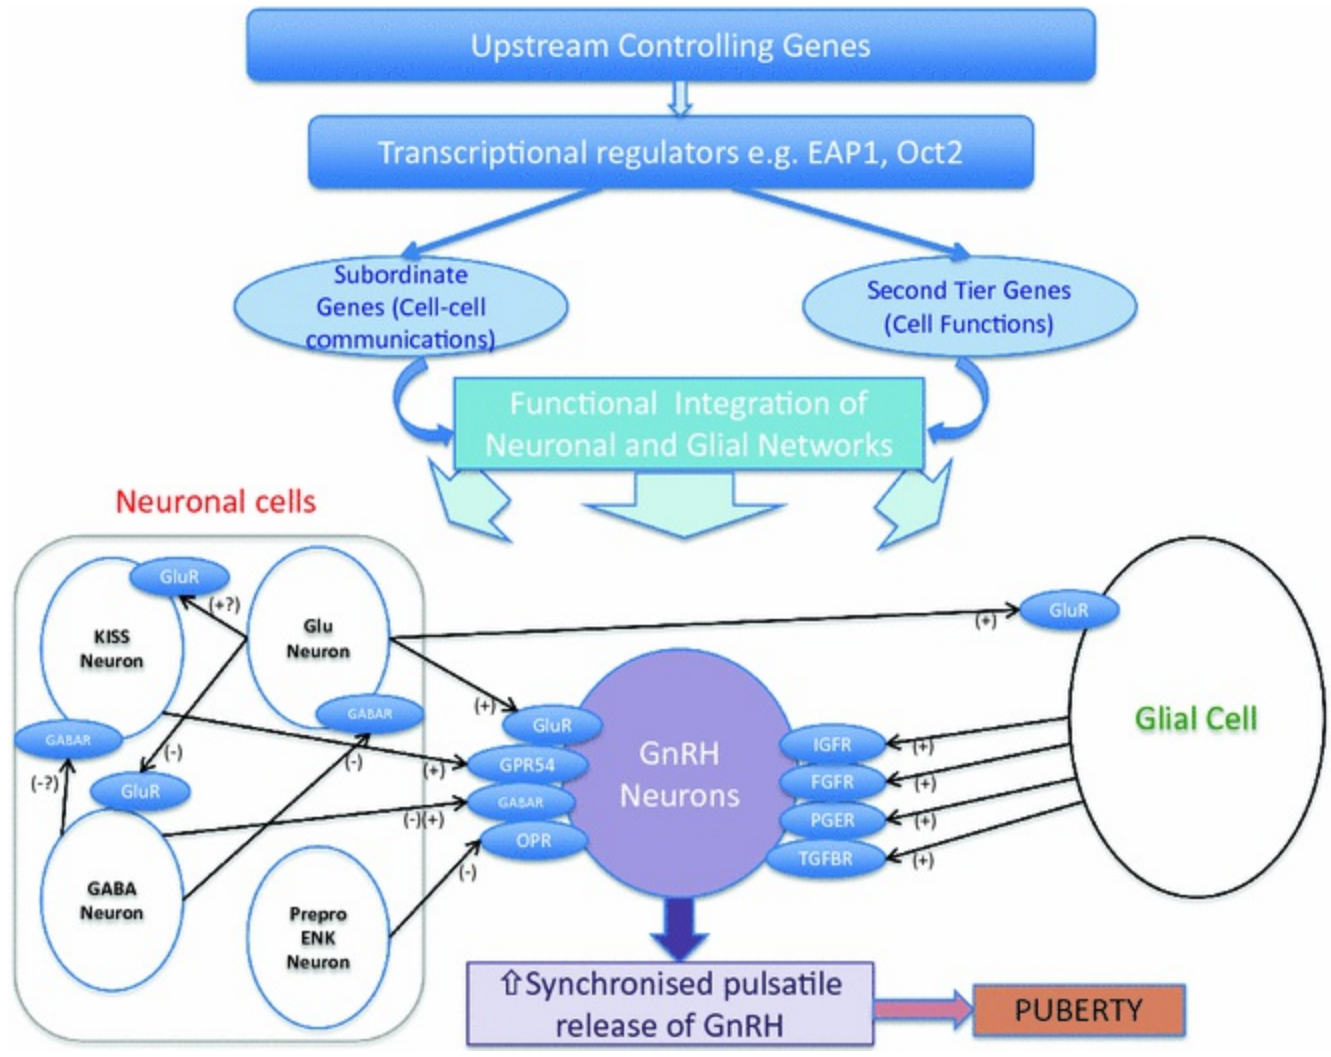 Upstream Controlling Genes
Transcriptional regulators e.g. EAP1, Oct2
Subordinate
Genes (Cell-cell
communications)
Second Tier Genes
(Cell Functions)
Functional Integration of
Neuronal and Glial Networks
Neuronal cells
GluR
(+?)
KISS
Neuron
Glu
Neuron
GABAR
GABAR
(-)
(-?)
GluR
(-)
GABA
Neuron
Prepro
ENK
Neuron
(+)
GluR
(+)
GPR54
(-)(+)
GABAR
(-)
OPR
GnRH
Neurons
(+)
GluR
Glial Cell
IGFR
(+)
FGFR
(+)
PGER
(+)
TGFBR
(+)
⇧Synchronised pulsatile
release of GnRH
PUBERTY